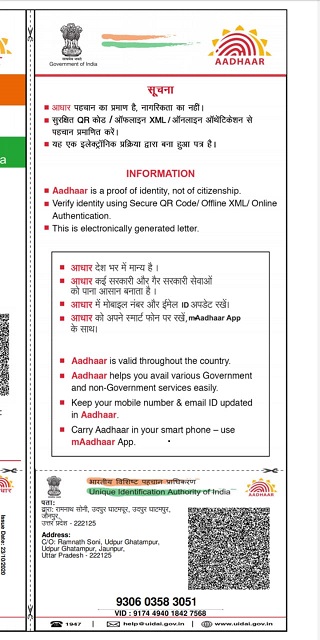 सत्यमेव जयते
Government of India
AADHAAR
सूचना
■ आधार पहचान का प्रमाण है, नागरिकता का नहीं।
■ सुरक्षित QR कोड / ऑफलाइन XML / ऑनलाइन ऑथेंटिकेशन से
पहचान प्रमाणित करें।
■ यह एक इलेक्ट्रॉनिक प्रक्रिया द्वारा बना हुआ पत्र है।
INFORMATION
■ Aadhaar is a proof of identity, not of citizenship.
■ Verify identity using Secure QR Code/ Offline XML/ Online
Authentication.
■ This is electronically generated letter.
■ आधार देश भर में मान्य है ।
■ आधार कई सरकारी और गैर सरकारी सेवाओं
को पाना आसान बनाता है ।
■ आधार में मोबाइल नंबर और ईमेल ID अपडेट रखें।
■ आधार को अपने स्मार्ट फोन पर रखें, mAadhaar App
के साथ।
■ Aadhaar is valid throughout the country.
■ Aadhaar helps you avail various Government
and non-Government services easily.
■ Keep your mobile number & email ID updated
in Aadhaar.
■ Carry Aadhaar in your smart phone – use
mAadhaar App.
भारतीय विशिष्ट पहचान प्राधिकरण
Unique Identification Authority of India
AADHAAR
पता:
द्वारा: रामनाथ सोनी, उदपुर घाटमपुर, उदपुर घाटमपुर,
जौनपुर,
उत्तर प्रदेश - 222125
Address:
C/O: Ramnath Soni, Udpur Ghatampur,
Udpur Ghatampur, Jaunpur,
Uttar Pradesh - 222125
9306 0358 3051
VID : 9174 4940 1842 7568
1947 | help@uidai.gov.in | www.uidai.gov.in
Issue Date: 23/10/2020